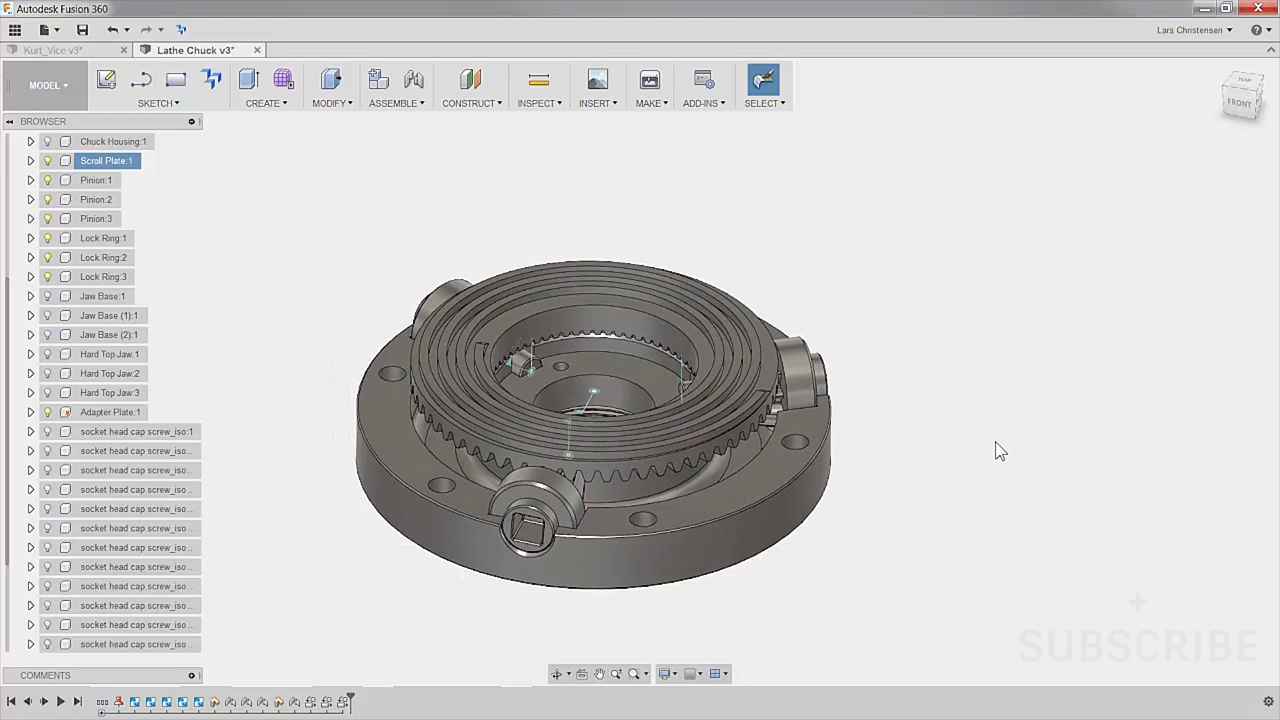 Autodesk Fusion 360
Lars Christensen
Kurt_Vice v3*
Lathe Chuck v3*
MODEL
SKETCH
CREATE
MODIFY
ASSEMBLE
CONSTRUCT
INSPECT
INSERT
MAKE
ADD-INS
SELECT
FRONT
BROWSER
Chuck Housing:1
Scroll Plate:1
Pinion:1
Pinion:2
Pinion:3
Lock Ring:1
Lock Ring:2
Lock Ring:3
Jaw Base:1
Jaw Base (1):1
Jaw Base (2):1
Hard Top Jaw:1
Hard Top Jaw:2
Hard Top Jaw:3
Adapter Plate:1
socket head cap screw_iso:1
socket head cap screw_iso...
socket head cap screw_iso...
socket head cap screw_iso...
socket head cap screw_iso...
socket head cap screw_iso...
socket head cap screw_iso...
socket head cap screw_iso...
socket head cap screw_iso...
socket head cap screw_iso...
socket head cap screw_iso...
socket head cap screw_iso...
SUBSCRIBE
COMMENTS